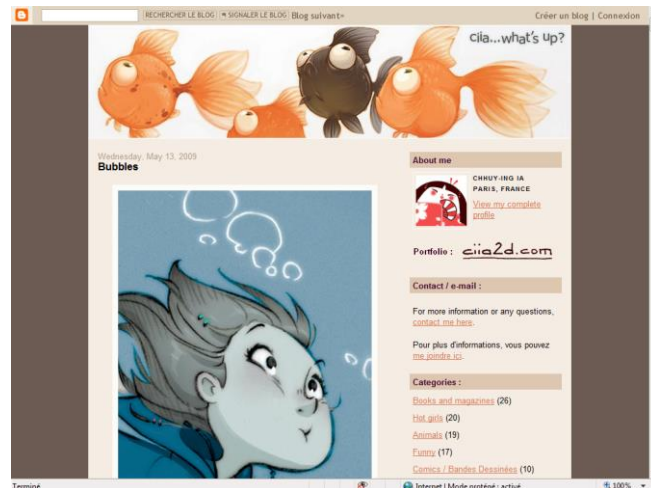 RECHERCHER LE BLOG SIGNALER LE BLOG Blog suivant»
Créer un blog | Connexion
ciia...what's up?
Wednesday, May 13, 2009
Bubbles
About me
CHHUY-ING IA
PARIS, FRANCE
View my complete
profile
Portfolio : ciia2d.com
Contact / e-mail :
For more information or any questions,
contact me here.
Pour plus d'informations, vous pouvez
me joindre ici.
Categories :
Books and magazines (26)
Hot girls (20)
Animals (19)
Funny (17)
Comics / Bandes Dessinées (10)
Terminé
Internet | Mode protégé : activé
100%